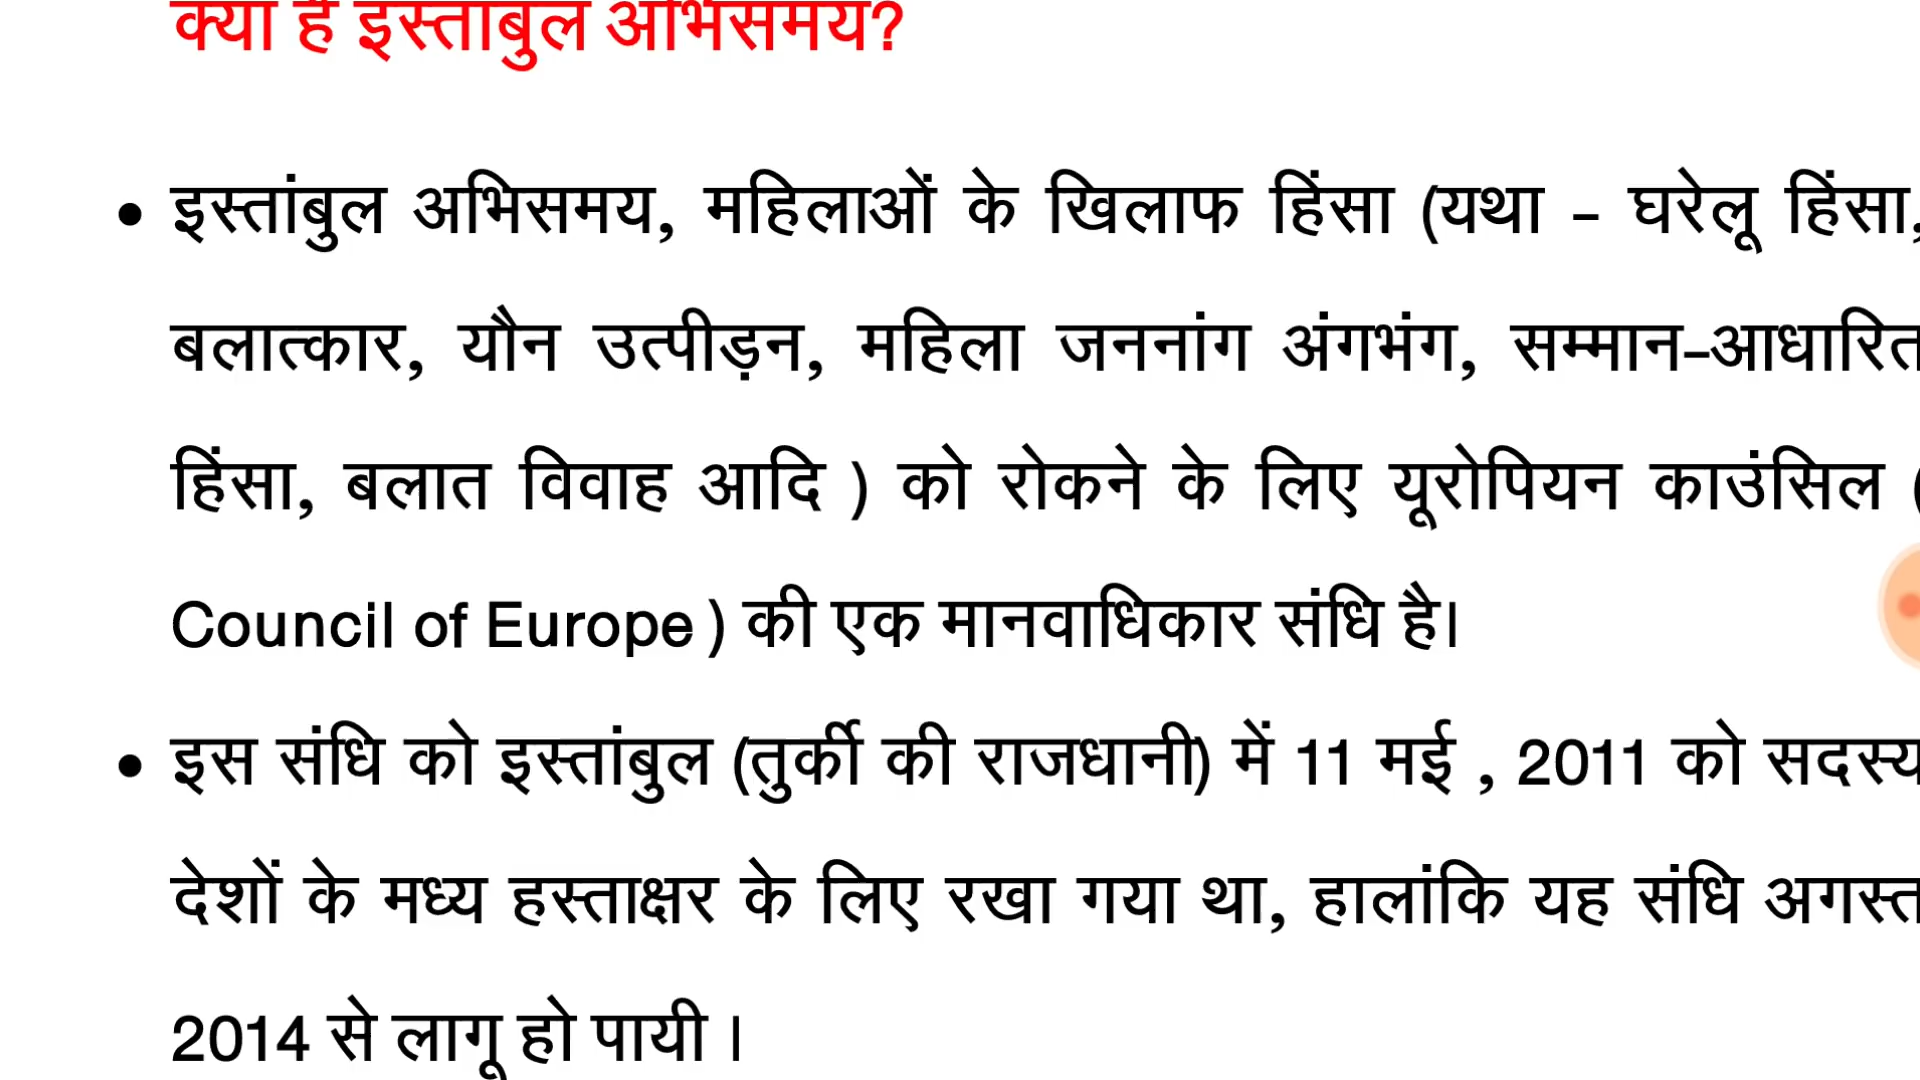 क्या है इस्तांबुल अभिसमय?
• इस्तांबुल अभिसमय, महिलाओं के खिलाफ हिंसा (यथा - घरेलू हिंसा,
बलात्कार, यौन उत्पीड़न, महिला जननांग अंगभंग, सम्मान-आधारित
हिंसा, बलात विवाह आदि ) को रोकने के लिए यूरोपियन काउंसिल (
Council of Europe ) की एक मानवाधिकार संधि है।
• इस संधि को इस्तांबुल (तुर्की की राजधानी) में 11 मई , 2011 को सदस्य
देशों के मध्य हस्ताक्षर के लिए रखा गया था, हालांकि यह संधि अगस्त
2014 से लागू हो पायी ।